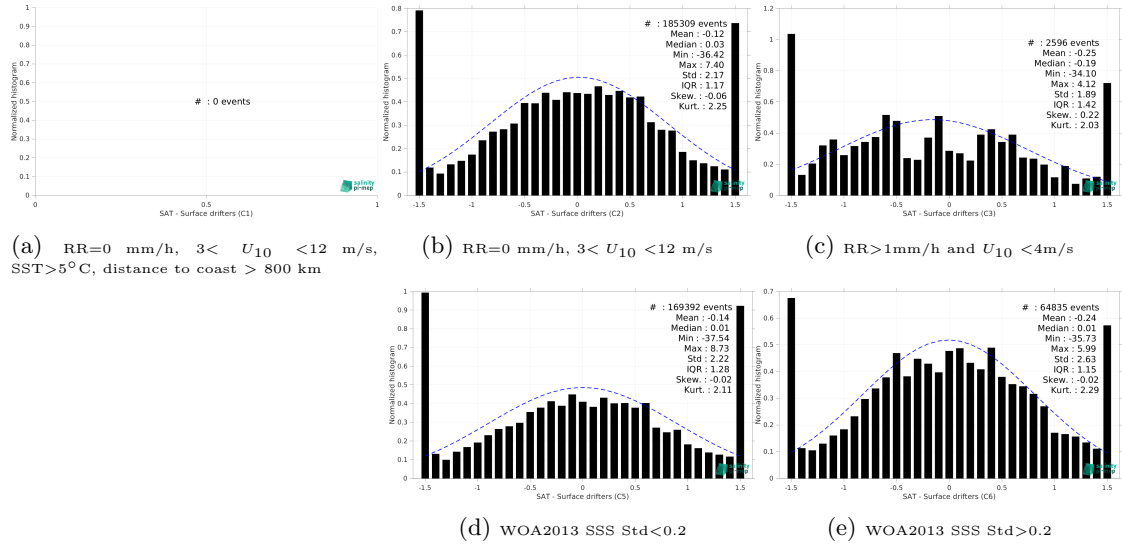 1
0.9
0.8
0.7
0.6
0.5
0.4
0.3
0.2
0.1
0
Normalized histogram
# : 0 events
salinity
pi-mep
0 0.5 1
SAT - Surface drifters (C1)
(a) RR=0 mm/h, 3< U10 <12 m/s,
SST>5°C, distance to coast > 800 km
0.8
0.7
0.6
0.5
0.4
0.3
0.2
0.1
0.0
Normalized histogram
# : 185309 events
Mean : -0.12
Median : 0.03
Min : -36.42
Max : 7.40
Std : 2.17
IQR : 1.17
Skew. : -0.06
Kurt. : 2.25
-1.5 -1 -0.5 0 0.5 1 1.5
SAT - Surface drifters (C2)
(b) RR=0 mm/h, 3< U10 <12 m/s
1.2
1
0.8
0.6
0.4
0.2
0
Normalized histogram
# : 2596 events
Mean : -0.25
Median : -0.19
Min : -34.10
Max : 4.12
Std : 1.89
IQR : 1.42
Skew. : 0.22
Kurt. : 2.03
-1.5 -1 -0.5 0 0.5 1 1.5
SAT - Surface drifters (C3)
(c) RR>1mm/h and U10 <4m/s
1
0.9
0.8
0.7
0.6
0.5
0.4
0.3
0.2
0.1
0
Normalized histogram
# : 169392 events
Mean : -0.14
Median : 0.01
Min : -37.54
Max : 8.73
Std : 2.22
IQR : 1.28
Skew. : -0.02
Kurt. : 2.11
-1.5 -1 -0.5 0 0.5 1 1.5
SAT - Surface drifters (C5)
(d) WOA2013 SSS Std<0.2
0.7
0.6
0.5
0.4
0.3
0.2
0.1
0
Normalized histogram
# : 64835 events
Mean : -0.24
Median : 0.01
Min : -35.73
Max : 5.99
Std : 2.63
IQR : 1.15
Skew. : -0.02
Kurt. : 2.29
-1.5 -1 -0.5 0 0.5 1 1.5
SAT - Surface drifters (C6)
(e) WOA2013 SSS Std>0.2